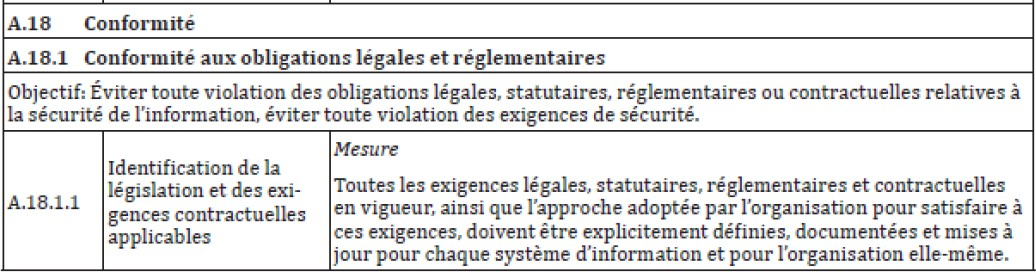 A.18 Conformité
A.18.1 Conformité aux obligations légales et réglementaires
Objectif: Éviter toute violation des obligations légales, statutaires, réglementaires ou contractuelles relatives à
la sécurité de l’information, éviter toute violation des exigences de sécurité.
A.18.1.1
Identification de la
législation et des exi-
gences contractuelles
applicables
Mesure
Toutes les exigences légales, statutaires, réglementaires et contractuelles
en vigueur, ainsi que l’approche adoptée par l’organisation pour satisfaire à
ces exigences, doivent être explicitement définies, documentées et mises à
jour pour chaque système d’information et pour l’organisation elle-même.